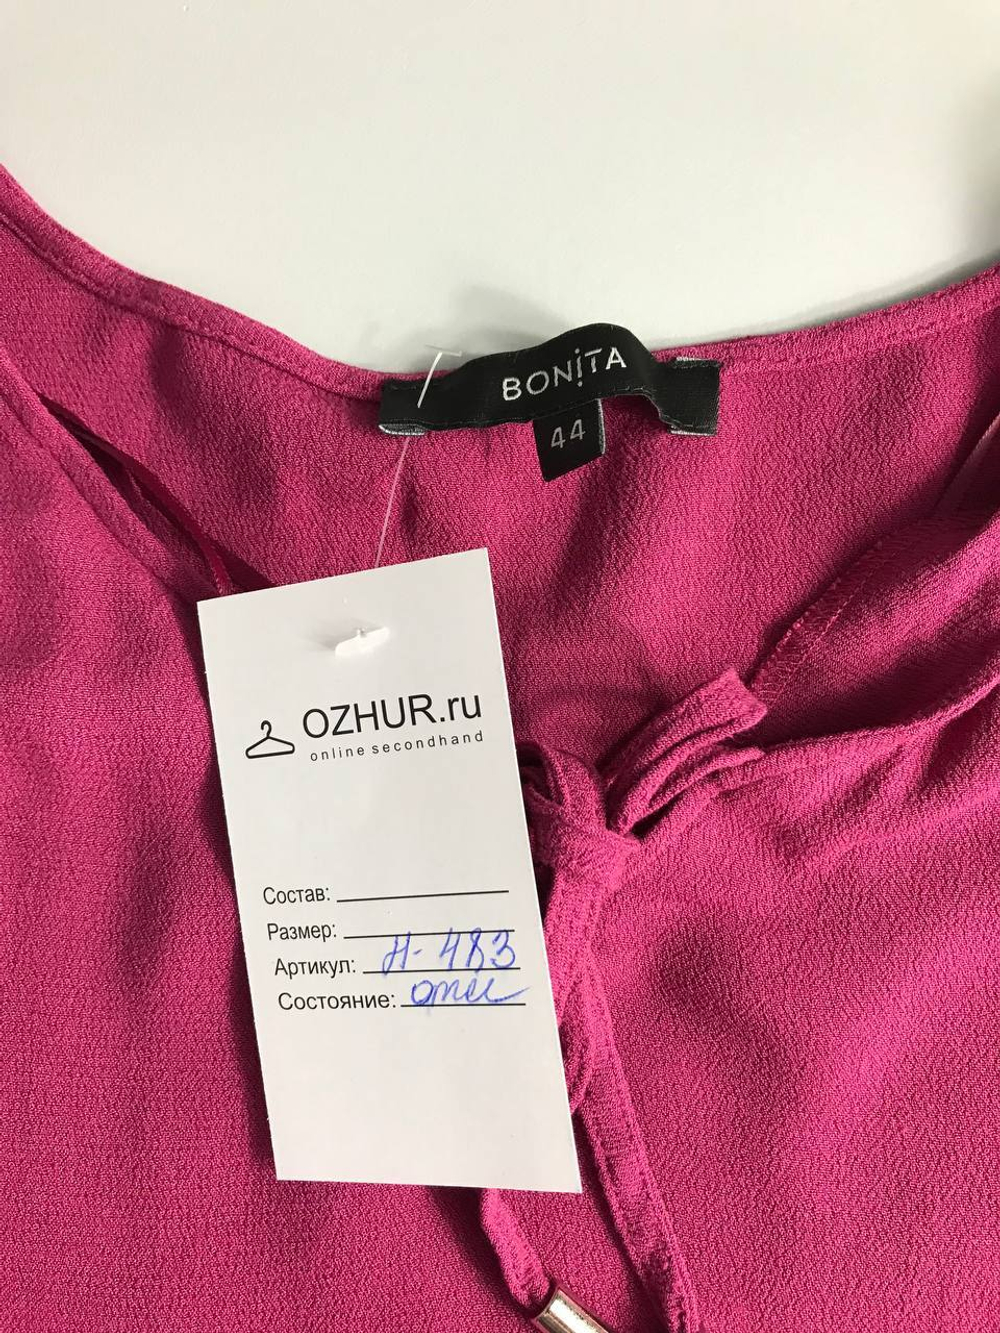 BONiTA
44
OZHUR.ru
online secondhand
Состав:
Размер:
Артикул: Н-483
Состояние: отл